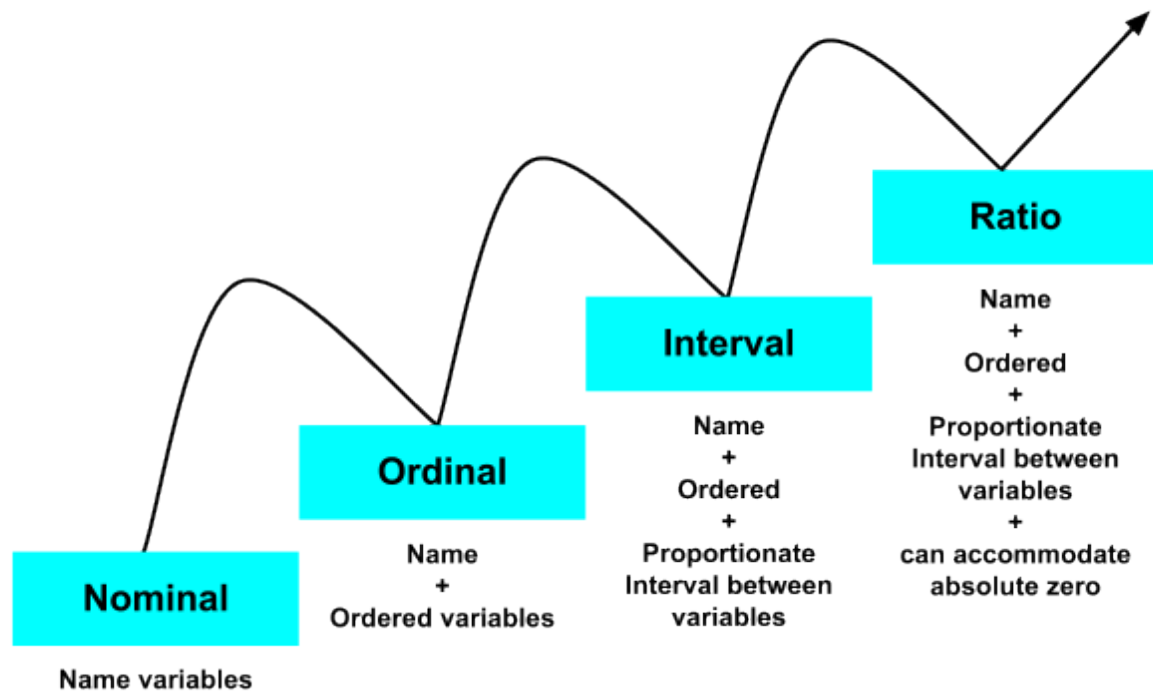 Nominal
Name variables
Ordinal
Name
+
Ordered variables
Interval
Name
+
Ordered
+
Proportionate
Interval between
variables
Ratio
Name
+
Ordered
+
Proportionate
Interval between
variables
+
can accommodate
absolute zero